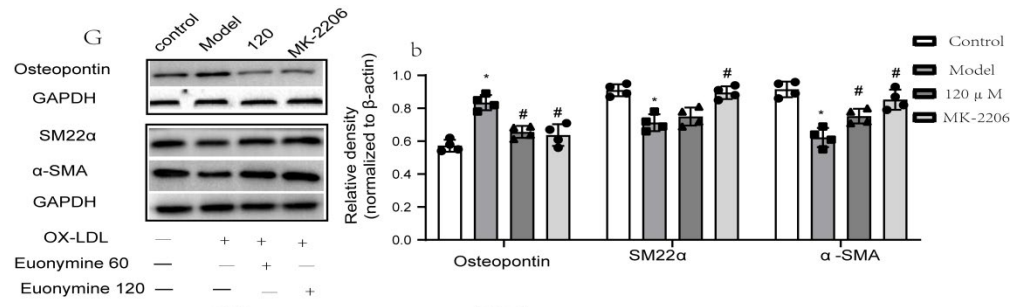 G
control Model 120 MK-2206
Osteopontin
GAPDH
SM22α
α-SMA
GAPDH
OX-LDL — + + +
Euonymine 60 — — + —
Euonymine 120 — — — +
b
Relative density
(normalized to β-actin)
1.0
0.8
0.6
0.4
0.2
0.0
* # #
* #
* # #
Osteopontin SM22α α -SMA
Control
Model
120 μ M
MK-2206